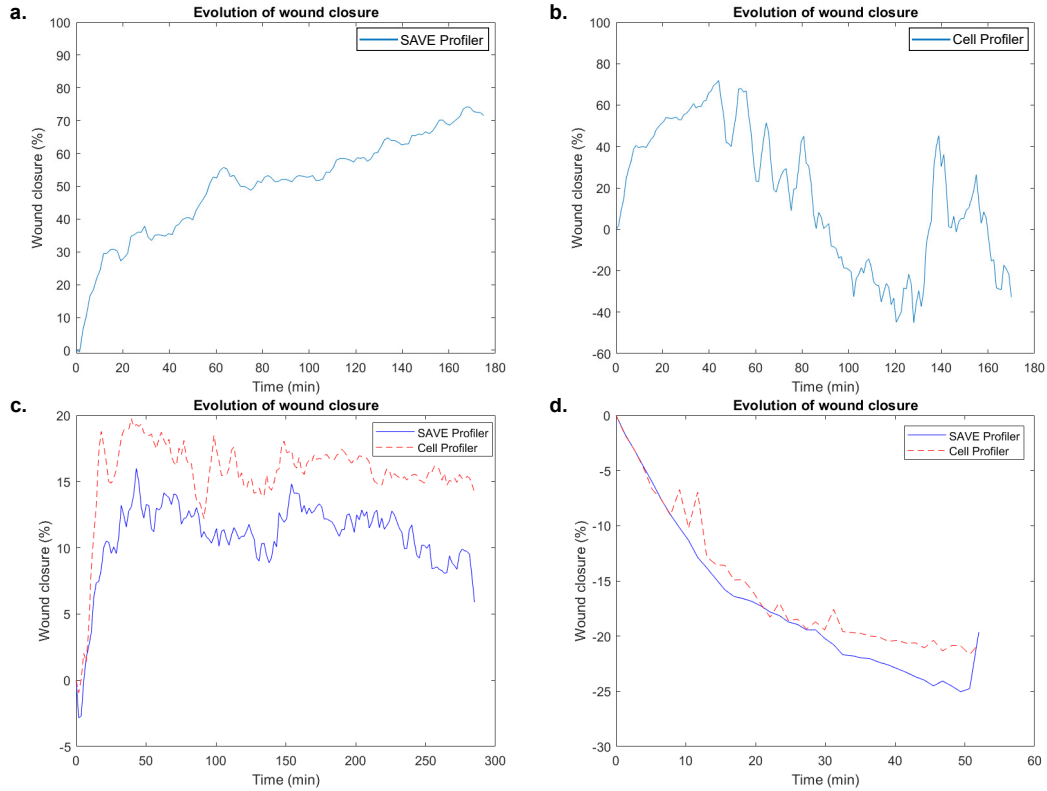 a.
Evolution of wound closure
100
90
80
70
60
50
40
30
20
10
0
0 20 40 60 80 100 120 140 160 180
Wound closure (%)
Time (min)
SAVE Profiler
b.
Evolution of wound closure
100
80
60
40
20
0
-20
-40
-60
0 20 40 60 80 100 120 140 160 180
Wound closure (%)
Time (min)
Cell Profiler
c.
Evolution of wound closure
20
15
10
5
0
-5
0 50 100 150 200 250 300
Wound closure (%)
Time (min)
SAVE Profiler
Cell Profiler
d.
Evolution of wound closure
0
-5
-10
-15
-20
-25
-30
0 10 20 30 40 50 60
Wound closure (%)
Time (min)
SAVE Profiler
Cell Profiler